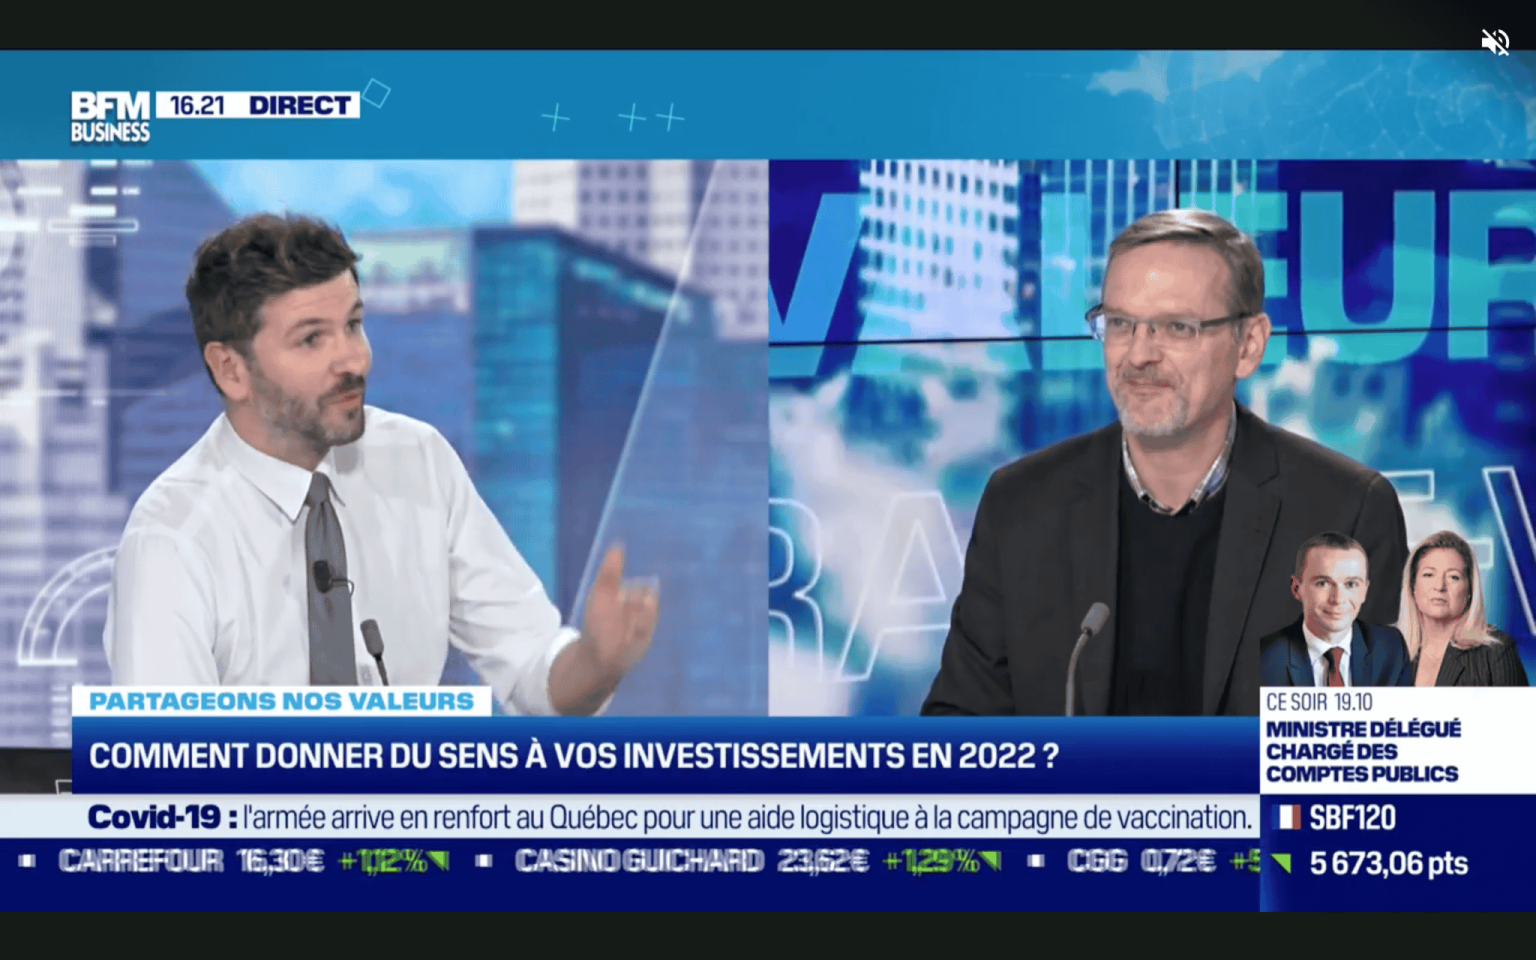 BFM
BUSINESS
16.21 DIRECT
VALEUR
PARTAGEONS NOS VALEURS
COMMENT DONNER DU SENS À VOS INVESTISSEMENTS EN 2022 ?
CE SOIR 19.10
MINISTRE DÉLÉGUÉ
CHARGÉ DES
COMPTES PUBLICS
Covid-19 : l'armée arrive en renfort au Québec pour une aide logistique à la campagne de vaccination.
SBF120
5 673,06 pts
CARREFOUR 16,30€ +1,12% CASINO GUICHARD 23,62€ +1,29% CGG 0,72€